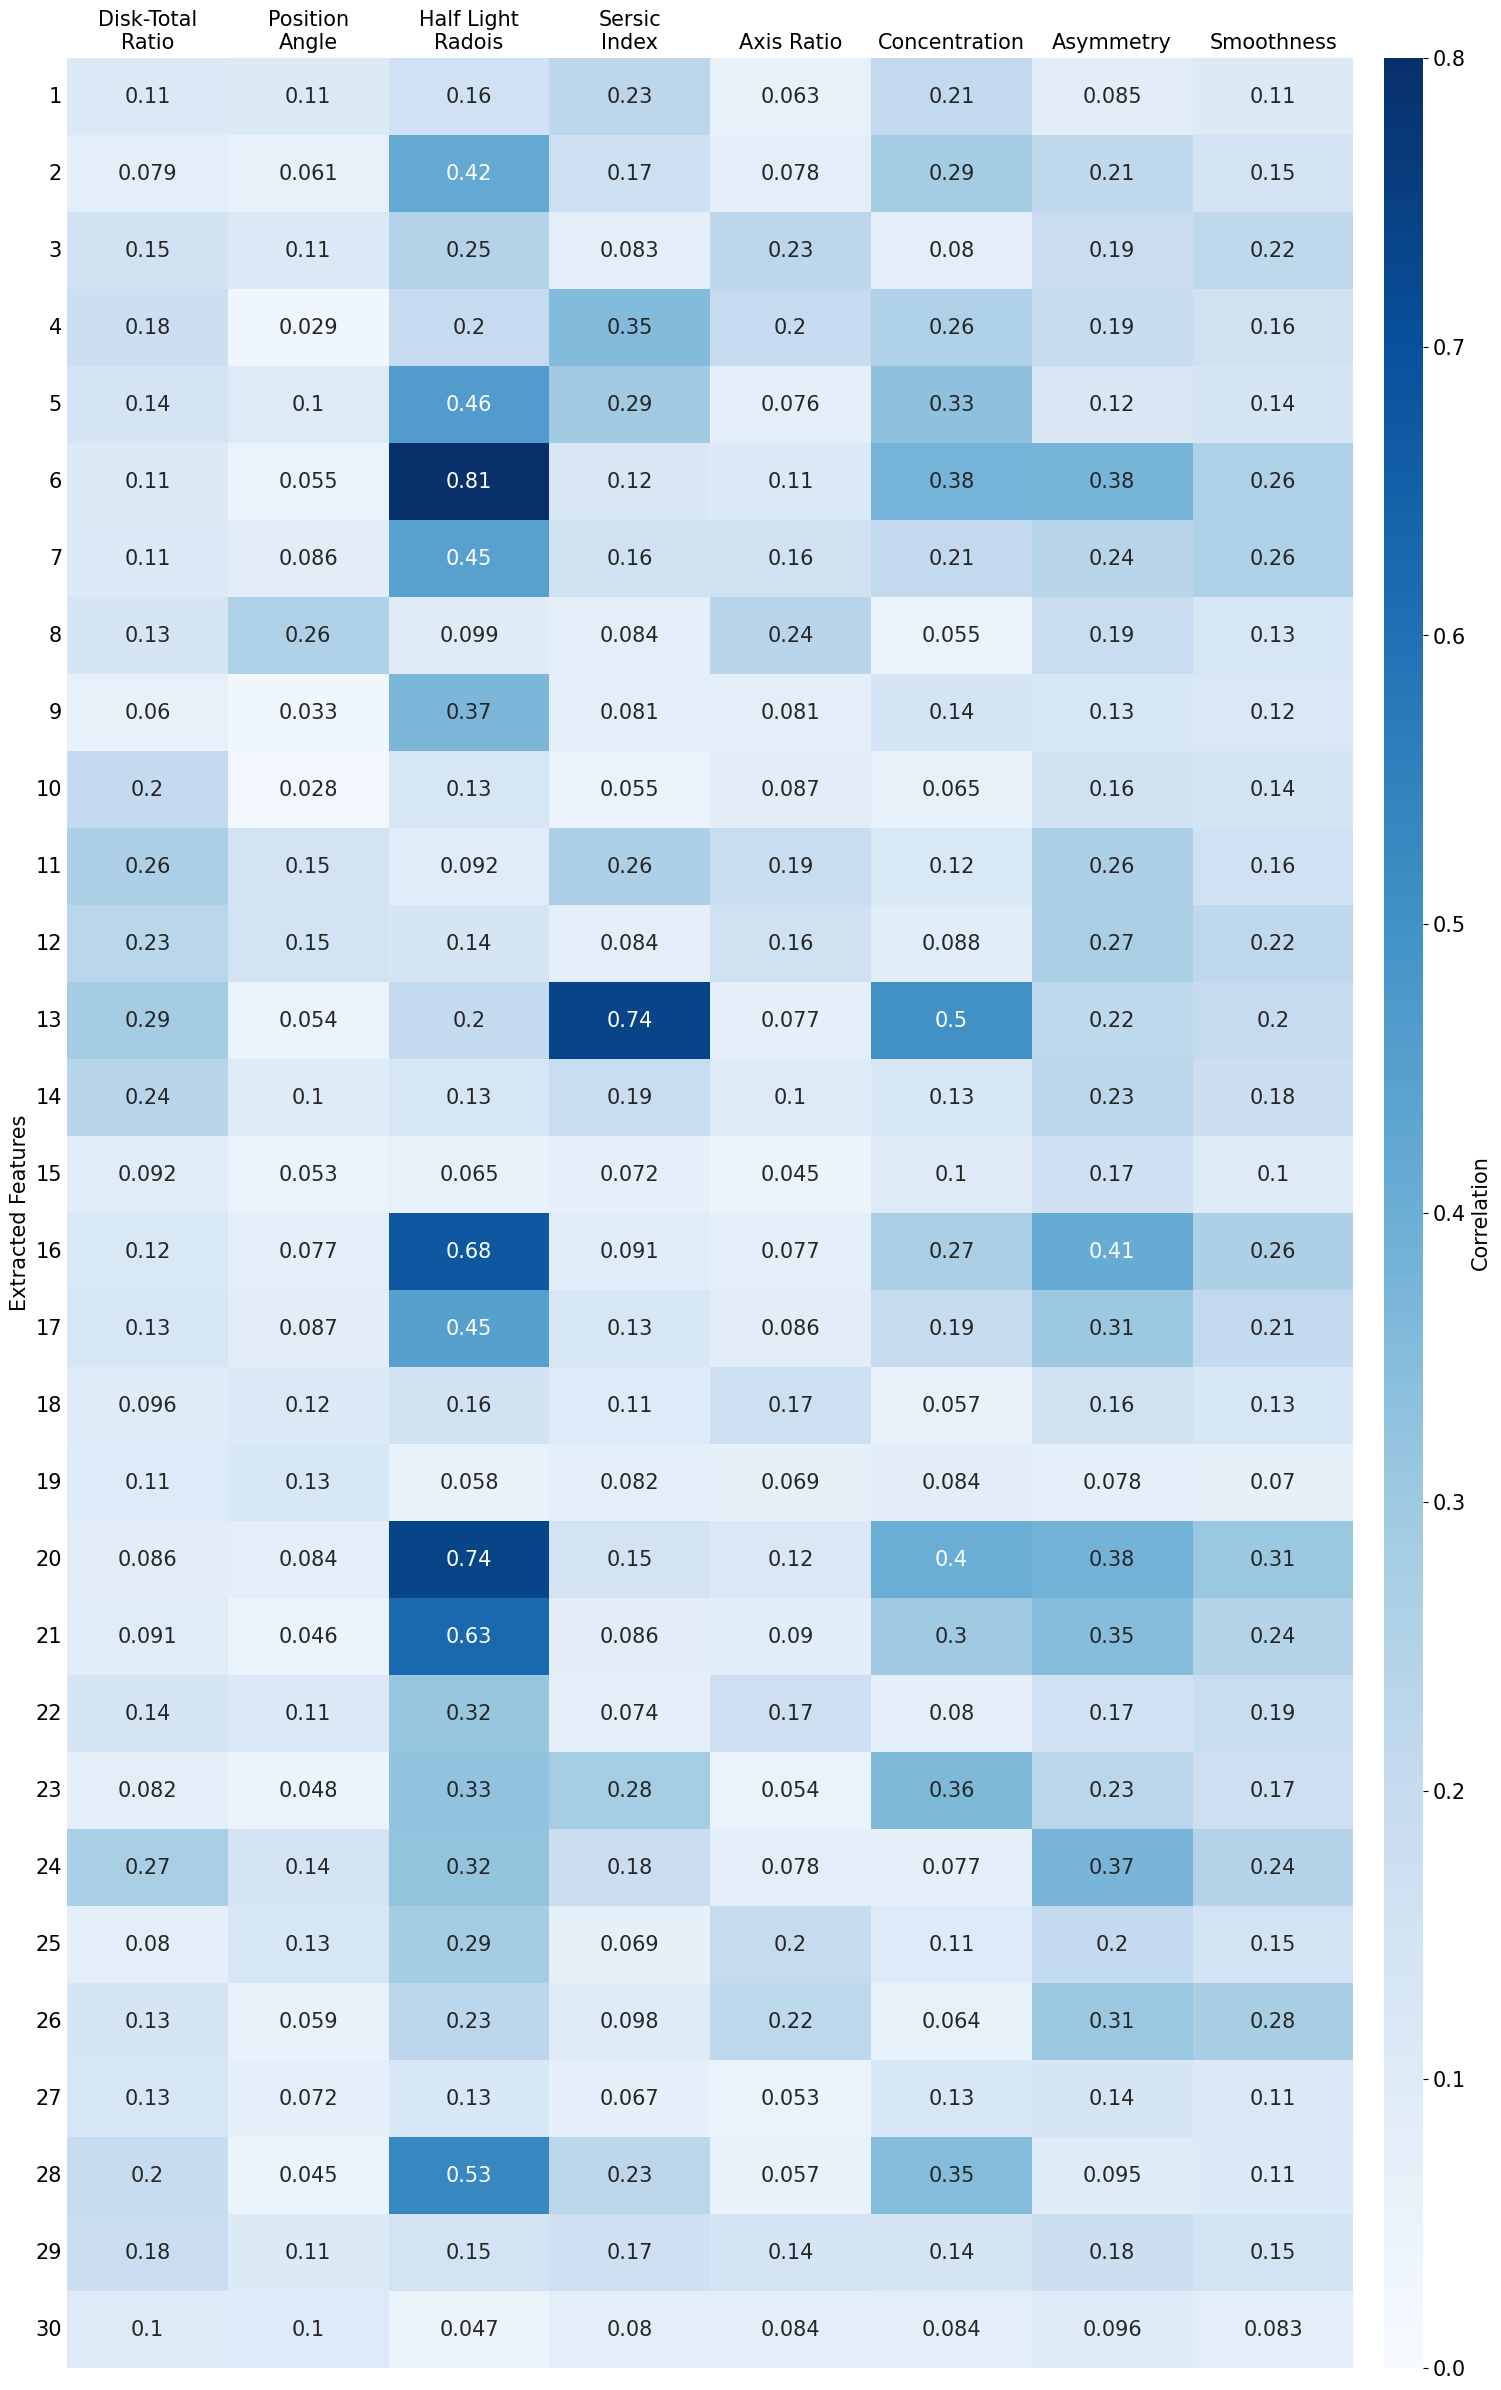 Disk-Total Ratio Position Angle Half Light Radois Sersic Index Axis Ratio Concentration Asymmetry Smoothness
1 0.11 0.11 0.16 0.23 0.063 0.21 0.085 0.11
2 0.079 0.061 0.42 0.17 0.078 0.29 0.21 0.15
3 0.15 0.11 0.25 0.083 0.23 0.08 0.19 0.22
4 0.18 0.029 0.2 0.35 0.2 0.26 0.19 0.16
5 0.14 0.1 0.46 0.29 0.076 0.33 0.12 0.14
6 0.11 0.055 0.81 0.12 0.11 0.38 0.38 0.26
7 0.11 0.086 0.45 0.16 0.16 0.21 0.24 0.26
8 0.13 0.26 0.099 0.084 0.24 0.055 0.19 0.13
9 0.06 0.033 0.37 0.081 0.081 0.14 0.13 0.12
10 0.2 0.028 0.13 0.055 0.087 0.065 0.16 0.14
11 0.26 0.15 0.092 0.26 0.19 0.12 0.26 0.16
12 0.23 0.15 0.14 0.084 0.16 0.088 0.27 0.22
13 0.29 0.054 0.2 0.74 0.077 0.5 0.22 0.2
14 0.24 0.1 0.13 0.19 0.1 0.13 0.23 0.18
15 0.092 0.053 0.065 0.072 0.045 0.1 0.17 0.1
16 0.12 0.077 0.68 0.091 0.077 0.27 0.41 0.26
17 0.13 0.087 0.45 0.13 0.086 0.19 0.31 0.21
18 0.096 0.12 0.16 0.11 0.17 0.057 0.16 0.13
19 0.11 0.13 0.058 0.082 0.069 0.084 0.078 0.07
20 0.086 0.084 0.74 0.15 0.12 0.4 0.38 0.31
21 0.091 0.046 0.63 0.086 0.09 0.3 0.35 0.24
22 0.14 0.11 0.32 0.074 0.17 0.08 0.17 0.19
23 0.082 0.048 0.33 0.28 0.054 0.36 0.23 0.17
24 0.27 0.14 0.32 0.18 0.078 0.077 0.37 0.24
25 0.08 0.13 0.29 0.069 0.2 0.11 0.2 0.15
26 0.13 0.059 0.23 0.098 0.22 0.064 0.31 0.28
27 0.13 0.072 0.13 0.067 0.053 0.13 0.14 0.11
28 0.2 0.045 0.53 0.23 0.057 0.35 0.095 0.11
29 0.18 0.11 0.15 0.17 0.14 0.14 0.18 0.15
30 0.1 0.1 0.047 0.08 0.084 0.084 0.096 0.083
Extracted Features
0.8
0.7
0.6
0.5
0.4
0.3
0.2
0.1
0.0
Correlation